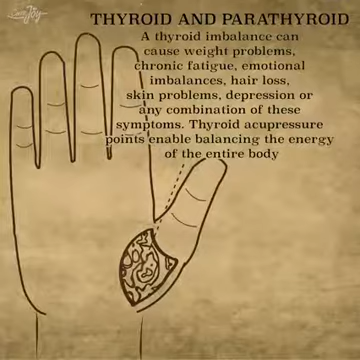 Joy
THYROID AND PARATHYROID
A thyroid imbalance can
cause weight problems,
chronic fatigue, emotional
imbalances, hair loss,
skin problems, depression or
any combination of these
symptoms. Thyroid acupressure
points enable balancing the energy
of the entire body